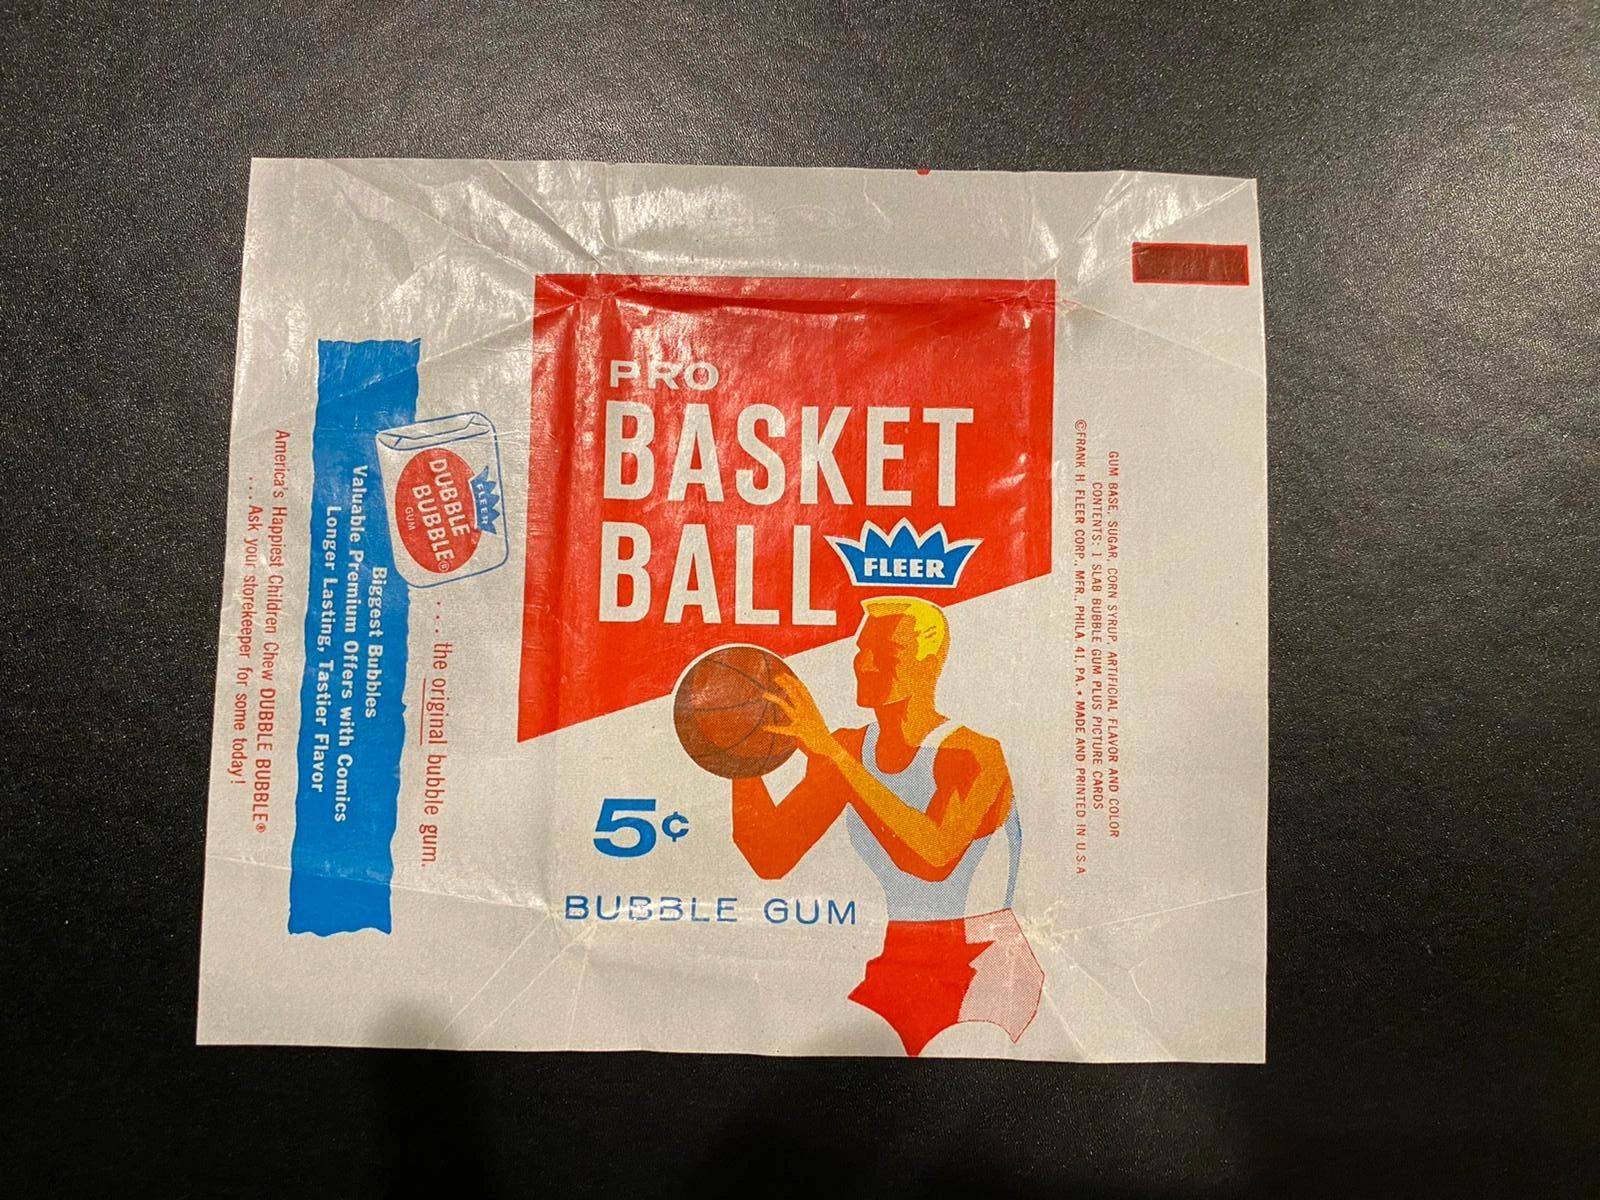 PRO
BASKET
BALL
FLEER
5¢
BUBBLE GUM
FLEER
DUBBLE
BUBBLE®
GUM
.... the original bubble gum.
Biggest Bubbles
Valuable Premium Offers with Comics
Longer Lasting, Tastier Flavor
America's Happiest Children Chew DUBBLE BUBBLE®
.... Ask your storekeeper for some today!
GUM BASE, SUGAR, CORN SYRUP, ARTIFICIAL FLAVOR AND COLOR
CONTENTS: 1 SLAB BUBBLE GUM PLUS PICTURE CARDS
©FRANK H. FLEER CORP., MFR., PHILA. 41, PA. • MADE AND PRINTED IN U.S.A